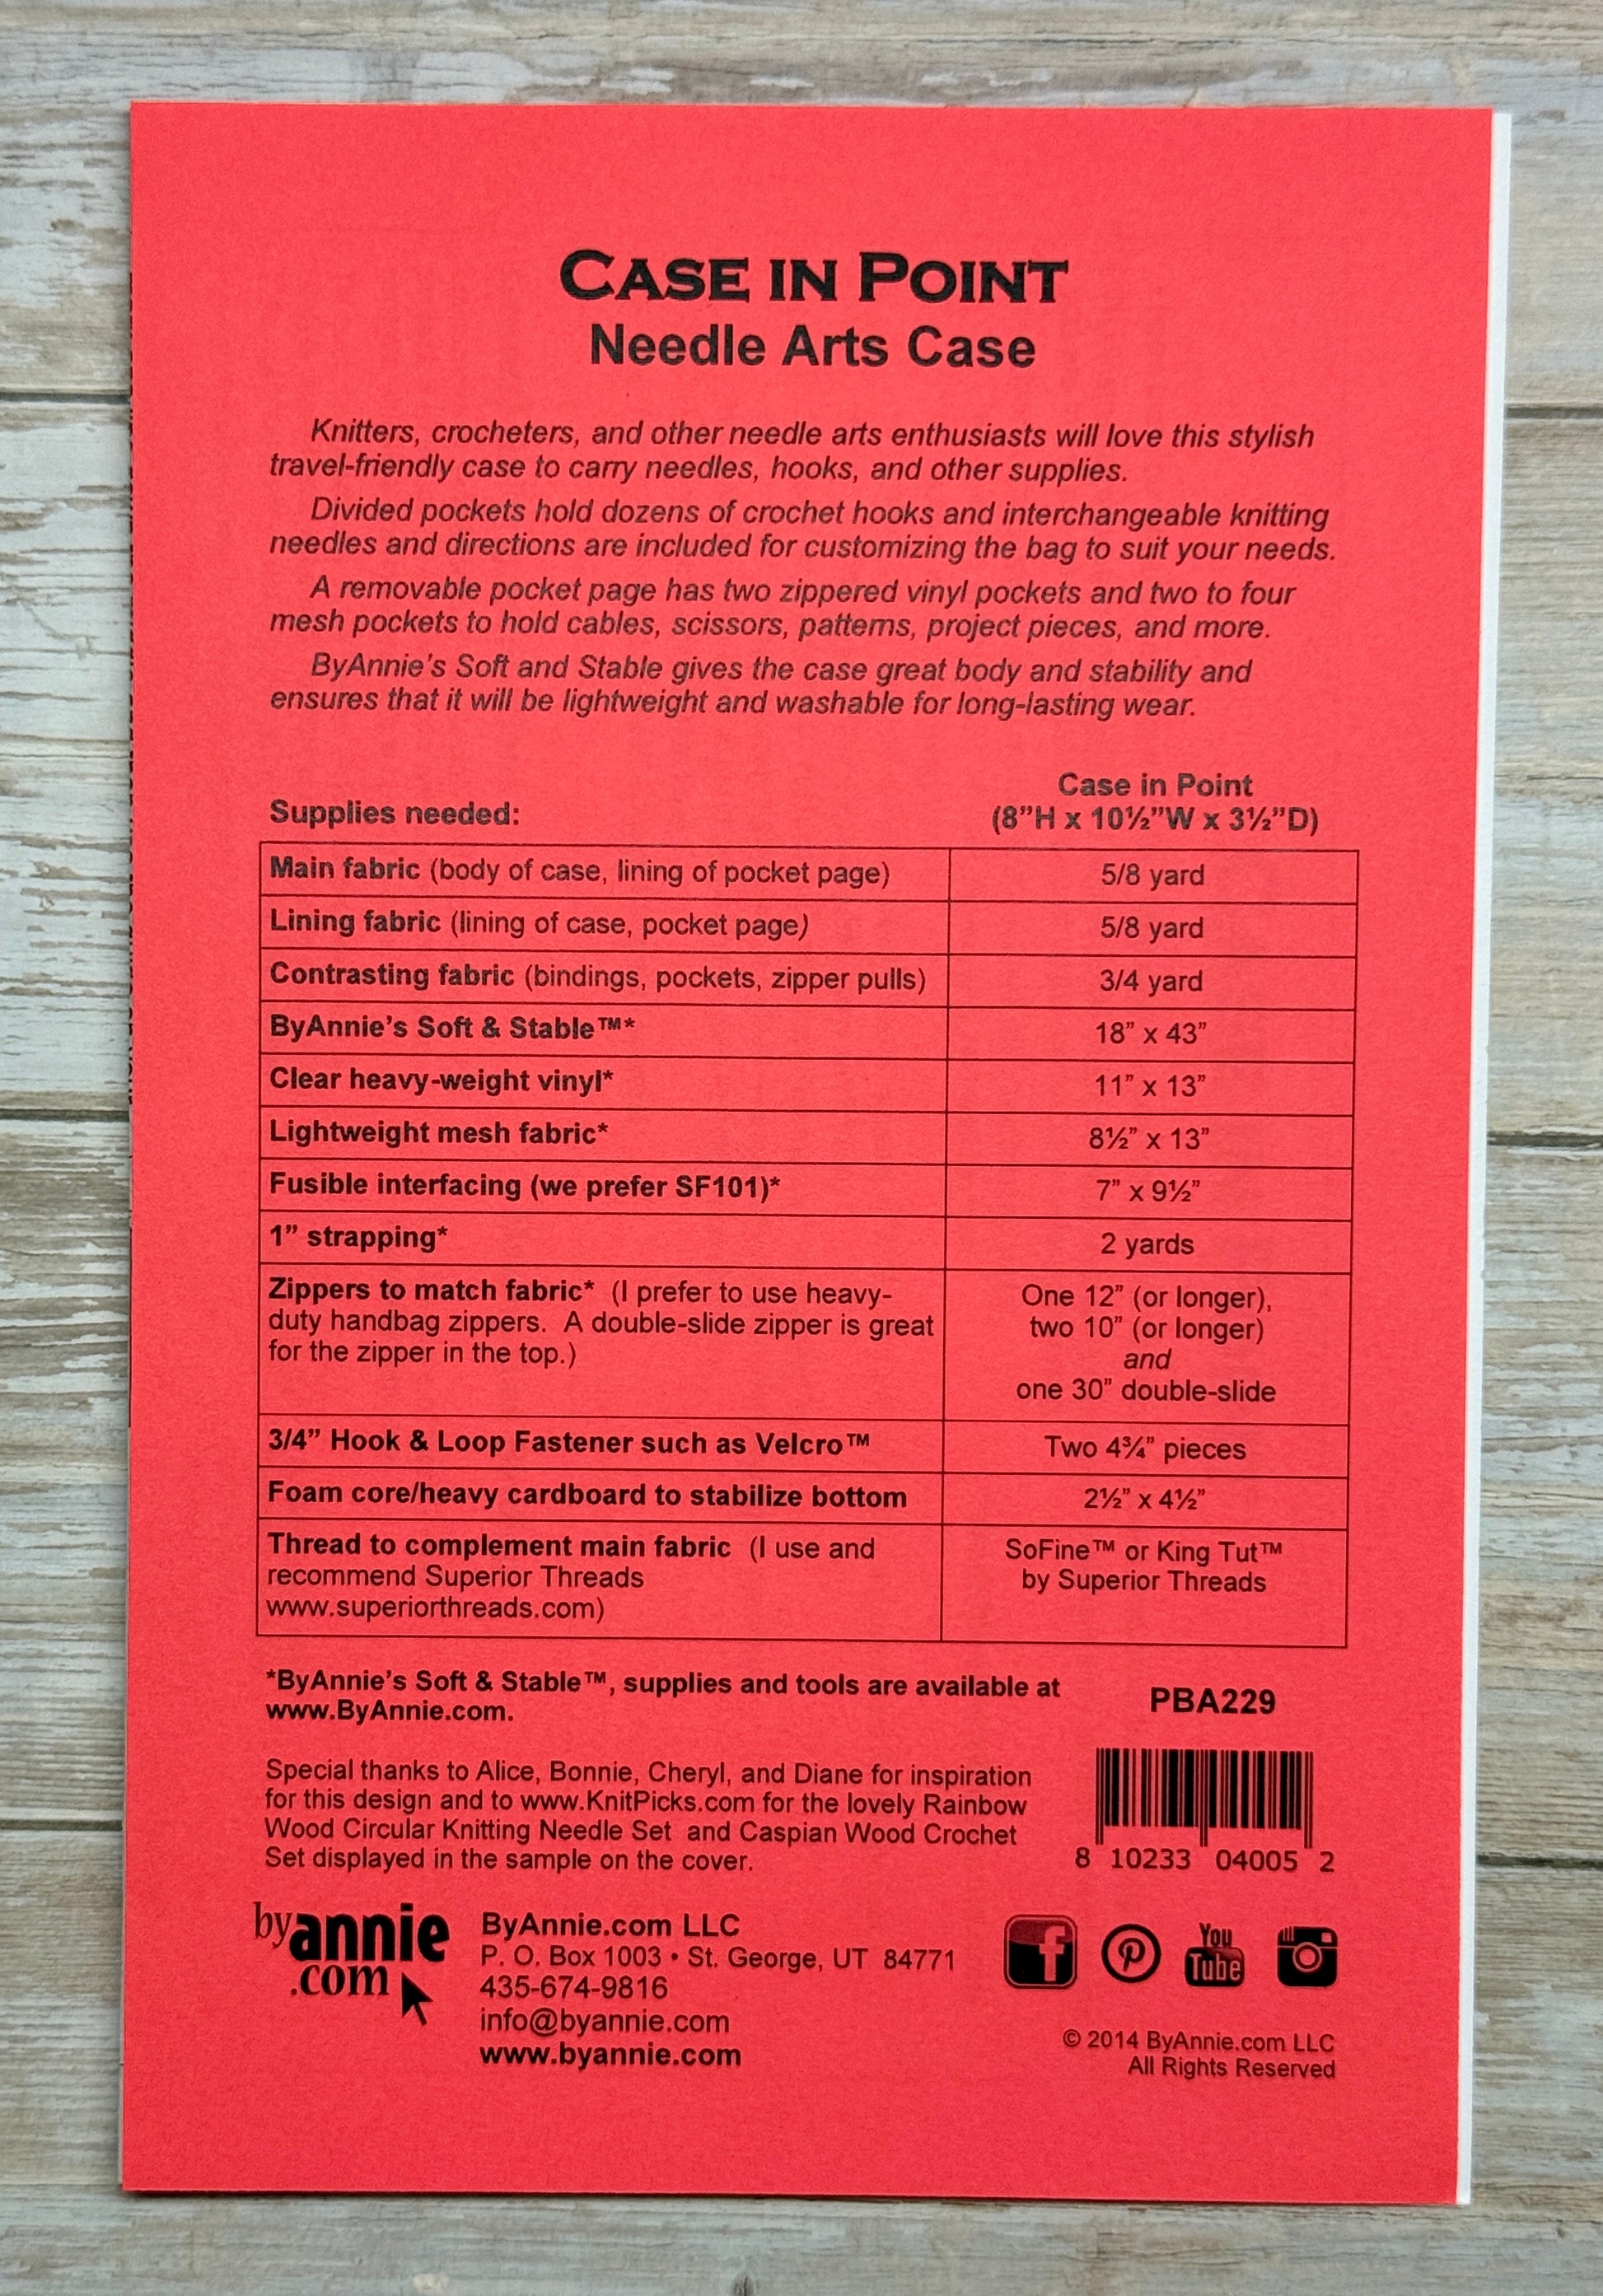 CASE IN POINT
Needle Arts Case
Knitters, crocheters, and other needle arts enthusiasts will love this stylish
travel-friendly case to carry needles, hooks, and other supplies.
Divided pockets hold dozens of crochet hooks and interchangeable knitting
needles and directions are included for customizing the bag to suit your needs.
A removable pocket page has two zippered vinyl pockets and two to four
mesh pockets to hold cables, scissors, patterns, project pieces, and more.
ByAnnie's Soft and Stable gives the case great body and stability and
ensures that it will be lightweight and washable for long-lasting wear.
Case in Point
Supplies needed: (8”H x 10½”W x 3½”D)
Main fabric (body of case, lining of pocket page) 5/8 yard
Lining fabric (lining of case, pocket page) 5/8 yard
Contrasting fabric (bindings, pockets, zipper pulls) 3/4 yard
ByAnnie’s Soft & Stable™* 18” x 43”
Clear heavy-weight vinyl* 11” x 13”
Lightweight mesh fabric* 8½” x 13”
Fusible interfacing (we prefer SF101)* 7” x 9½”
1” strapping* 2 yards
Zippers to match fabric* (I prefer to use heavy- One 12” (or longer),
duty handbag zippers. A double-slide zipper is great two 10” (or longer)
for the zipper in the top.) and
one 30” double-slide
3/4” Hook & Loop Fastener such as Velcro™ Two 4¾” pieces
Foam core/heavy cardboard to stabilize bottom 2½” x 4½”
Thread to complement main fabric (I use and SoFine™ or King Tut™
recommend Superior Threads by Superior Threads
www.superiorthreads.com)
*ByAnnie’s Soft & Stable™, supplies and tools are available at
www.ByAnnie.com.
PBA229
Special thanks to Alice, Bonnie, Cheryl, and Diane for inspiration
for this design and to www.KnitPicks.com for the lovely Rainbow
Wood Circular Knitting Needle Set and Caspian Wood Crochet
Set displayed in the sample on the cover.
8 10233 04005 2
byannie
.com
ByAnnie.com LLC
P. O. Box 1003 • St. George, UT 84771
435-674-9816
info@byannie.com
www.byannie.com
f
You
Tube
© 2014 ByAnnie.com LLC
All Rights Reserved